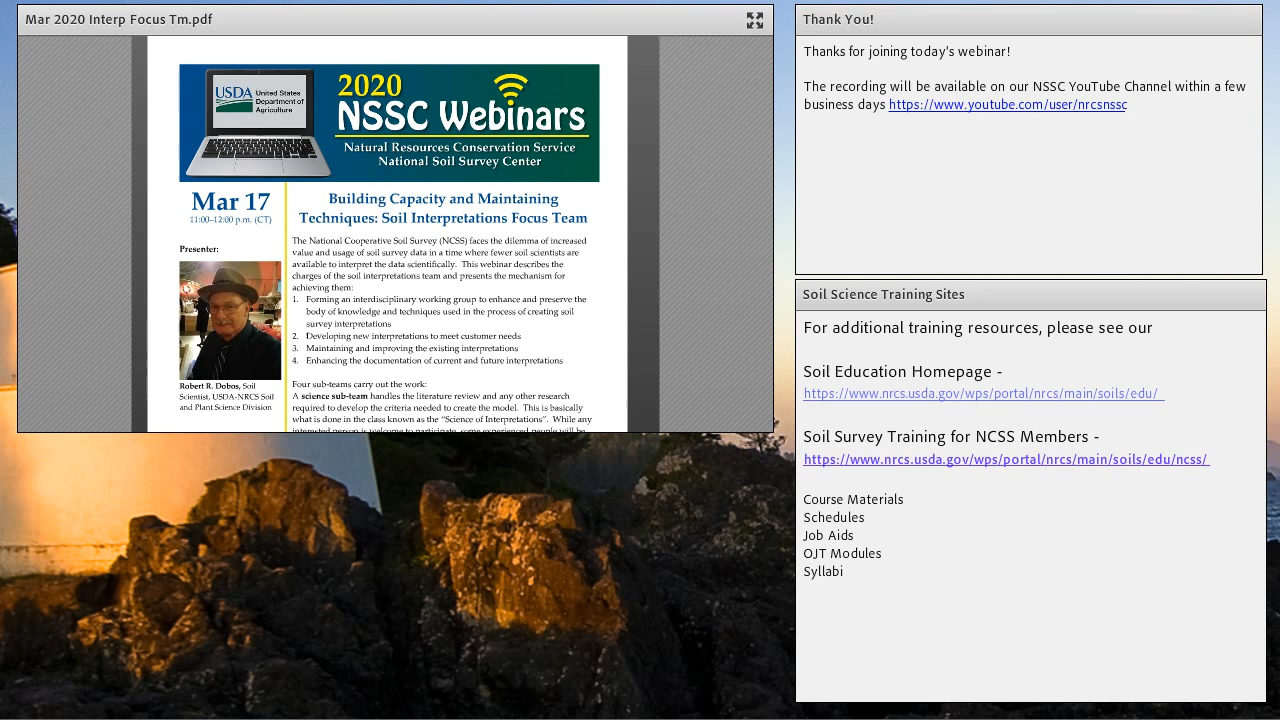 Mar 2020 Interp Focus Tm.pdf
USDA United States
Department of
Agriculture
2020
NSSC Webinars
Natural Resources Conservation Service
National Soil Survey Center
Mar 17
11:00–12:00 p.m. (CT)
Presenter:
Robert R. Dobos, Soil
Scientist, USDA-NRCS Soil
and Plant Science Division
Building Capacity and Maintaining
Techniques: Soil Interpretations Focus Team
The National Cooperative Soil Survey (NCSS) faces the dilemma of increased
value and usage of soil survey data in a time where fewer soil scientists are
available to interpret the data scientifically. This webinar describes the
charges of the soil interpretations team and presents the mechanism for
achieving them:
1. Forming an interdisciplinary working group to enhance and preserve the
body of knowledge and techniques used in the process of creating soil
survey interpretations
2. Developing new interpretations to meet customer needs
3. Maintaining and improving the existing interpretations
4. Enhancing the documentation of current and future interpretations
Four sub-teams carry out the work:
A science sub-team handles the literature review and any other research
required to develop the criteria needed to create the model. This is basically
what is done in the class known as the “Science of Interpretations”. While any
interested person is welcome to participate, some experienced people will be
Thank You!
Thanks for joining today's webinar!
The recording will be available on our NSSC YouTube Channel within a few
business days https://www.youtube.com/user/nrcsnssc
Soil Science Training Sites
For additional training resources, please see our
Soil Education Homepage -
https://www.nrcs.usda.gov/wps/portal/nrcs/main/soils/edu/
Soil Survey Training for NCSS Members -
https://www.nrcs.usda.gov/wps/portal/nrcs/main/soils/edu/ncss/
Course Materials
Schedules
Job Aids
OJT Modules
Syllabi